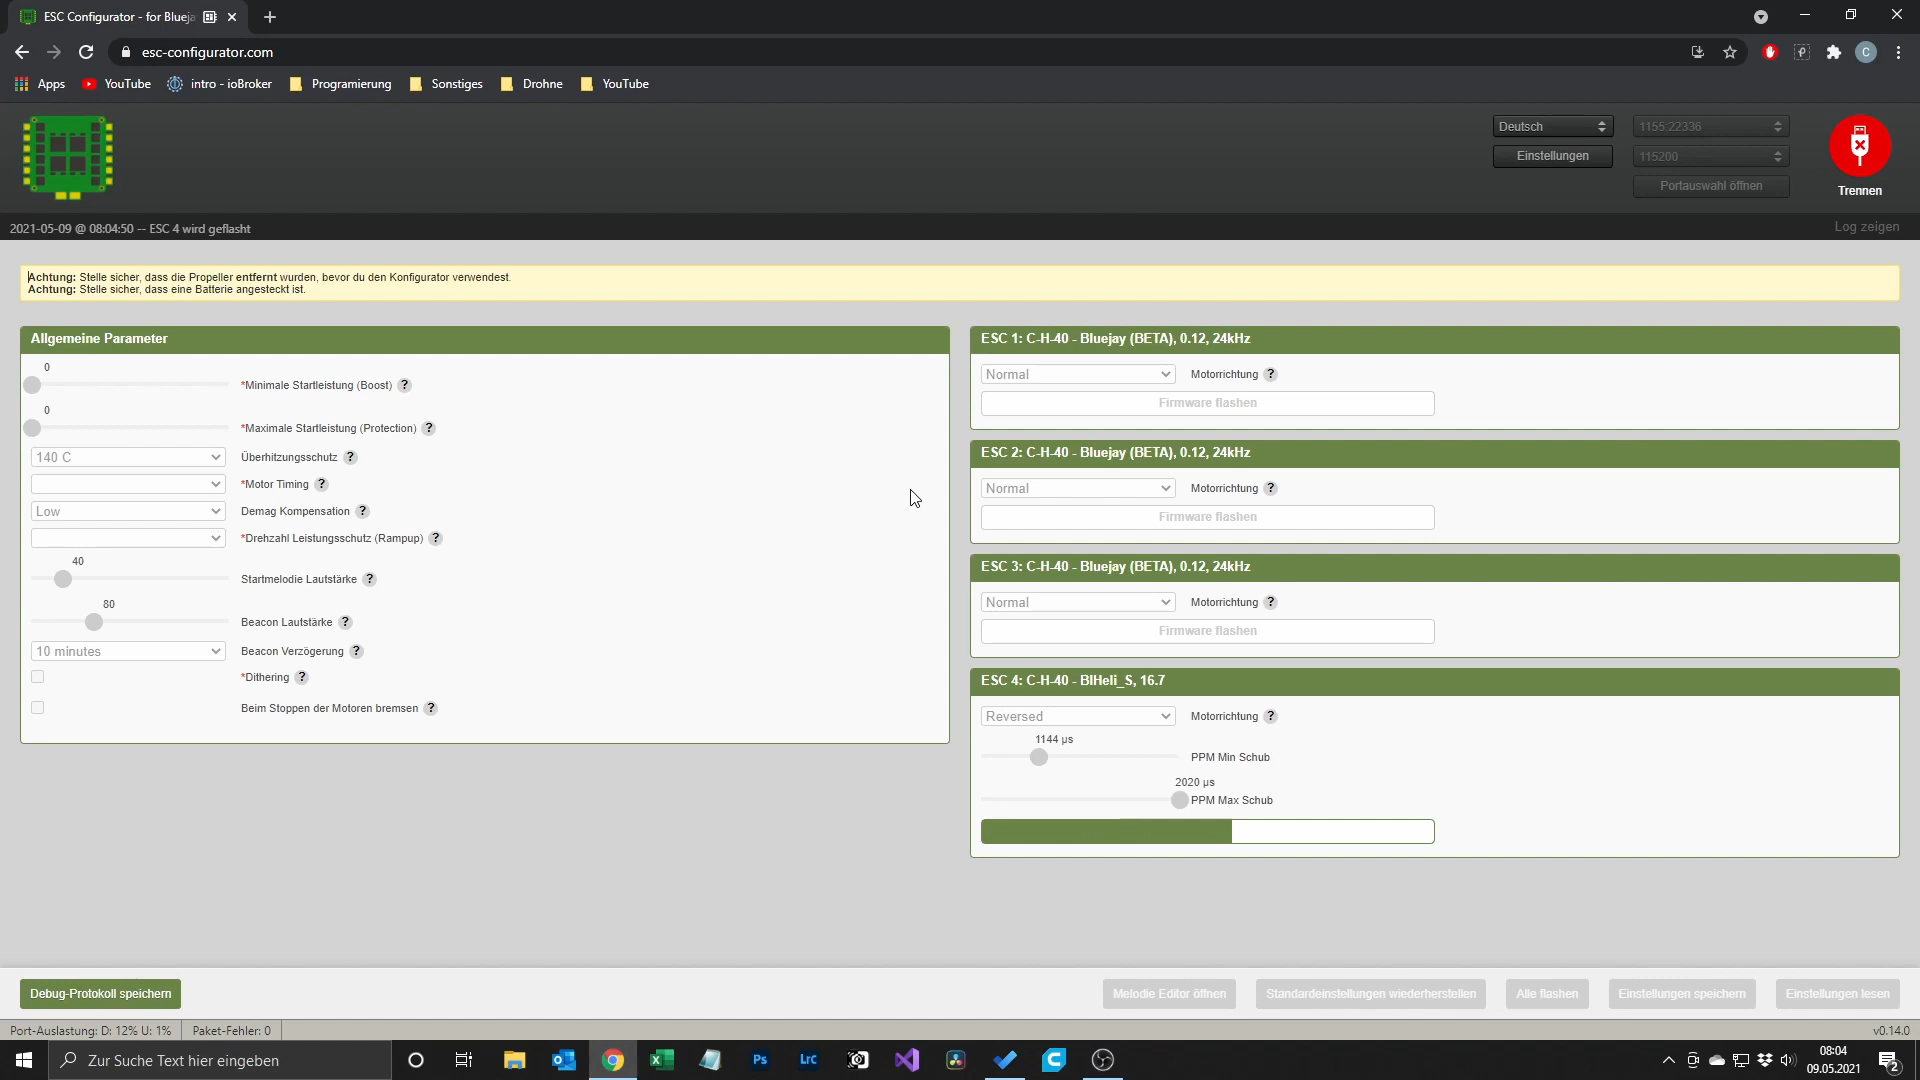 ESC Configurator - for Blueja
esc-configurator.com
C
Apps
YouTube
intro - ioBroker
Programierung
Sonstiges
Drohne
YouTube
Deutsch
1155:22336
Einstellungen
115200
Portauswahl öffnen
Trennen
2021-05-09 @ 08:04:50 -- ESC 4 wird geflasht
Log zeigen
Achtung: Stelle sicher, dass die Propeller entfernt wurden, bevor du den Konfigurator verwendest.
Achtung: Stelle sicher, dass eine Batterie angesteckt ist.
Allgemeine Parameter
0
*Minimale Startleistung (Boost) ?
0
*Maximale Startleistung (Protection) ?
140 C
Überhitzungsschutz ?
*Motor Timing ?
Low
Demag Kompensation ?
*Drehzahl Leistungsschutz (Rampup) ?
40
Startmelodie Lautstärke ?
80
Beacon Lautstärke ?
10 minutes
Beacon Verzögerung ?
*Dithering ?
Beim Stoppen der Motoren bremsen ?
ESC 1: C-H-40 - Bluejay (BETA), 0.12, 24kHz
Normal
Motorrichtung ?
Firmware flashen
ESC 2: C-H-40 - Bluejay (BETA), 0.12, 24kHz
Normal
Motorrichtung ?
Firmware flashen
ESC 3: C-H-40 - Bluejay (BETA), 0.12, 24kHz
Normal
Motorrichtung ?
Firmware flashen
ESC 4: C-H-40 - BlHeli_S, 16.7
Reversed
Motorrichtung ?
1144 µs
PPM Min Schub
2020 µs
PPM Max Schub
Debug-Protokoll speichern
Melodie Editor öffnen
Standardeinstellungen wiederherstellen
Alle flashen
Einstellungen speichern
Einstellungen lesen
Port-Auslastung: D: 12% U: 1%
Paket-Fehler: 0
v0.14.0
Zur Suche Text hier eingeben
Ps
Lrc
08:04
09.05.2021
2